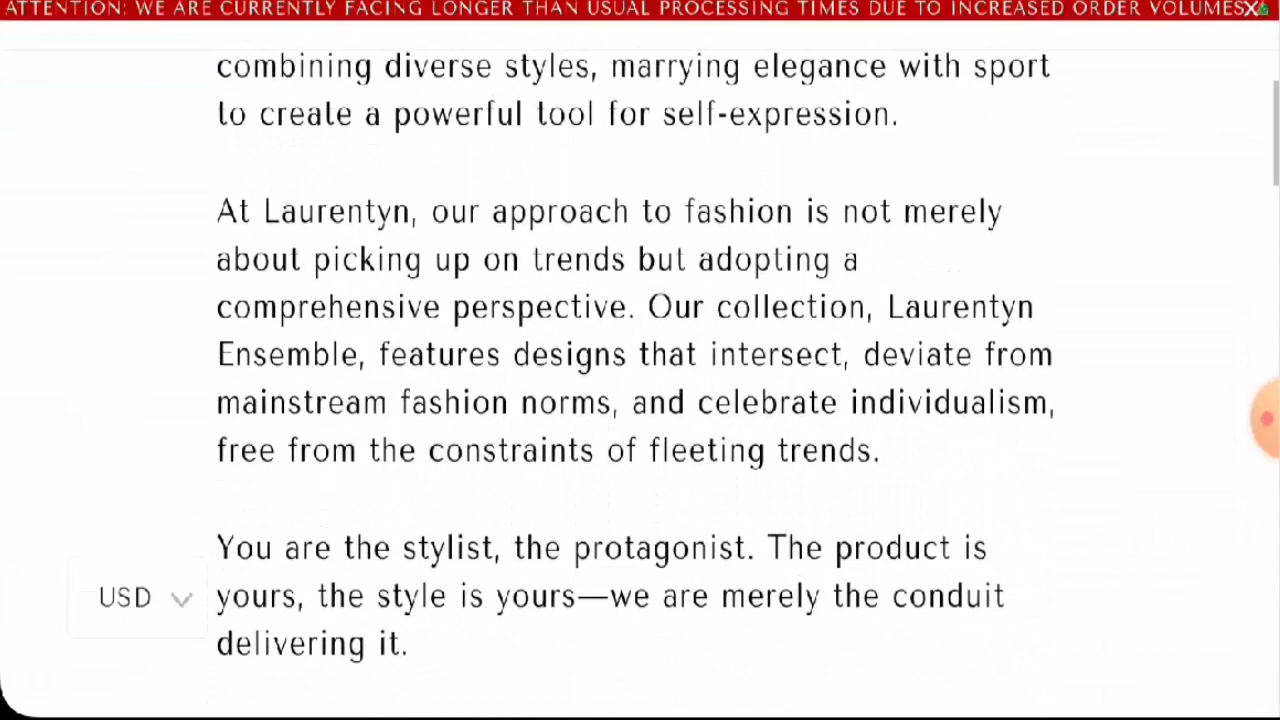 ATTENTION: WE ARE CURRENTLY FACING LONGER THAN USUAL PROCESSING TIMES DUE TO INCREASED ORDER VOLUMES
combining diverse styles, marrying elegance with sport
to create a powerful tool for self-expression.
At Laurentyn, our approach to fashion is not merely
about picking up on trends but adopting a
comprehensive perspective. Our collection, Laurentyn
Ensemble, features designs that intersect, deviate from
mainstream fashion norms, and celebrate individualism,
free from the constraints of fleeting trends.
You are the stylist, the protagonist. The product is
USD
yours, the style is yours—we are merely the conduit
delivering it.